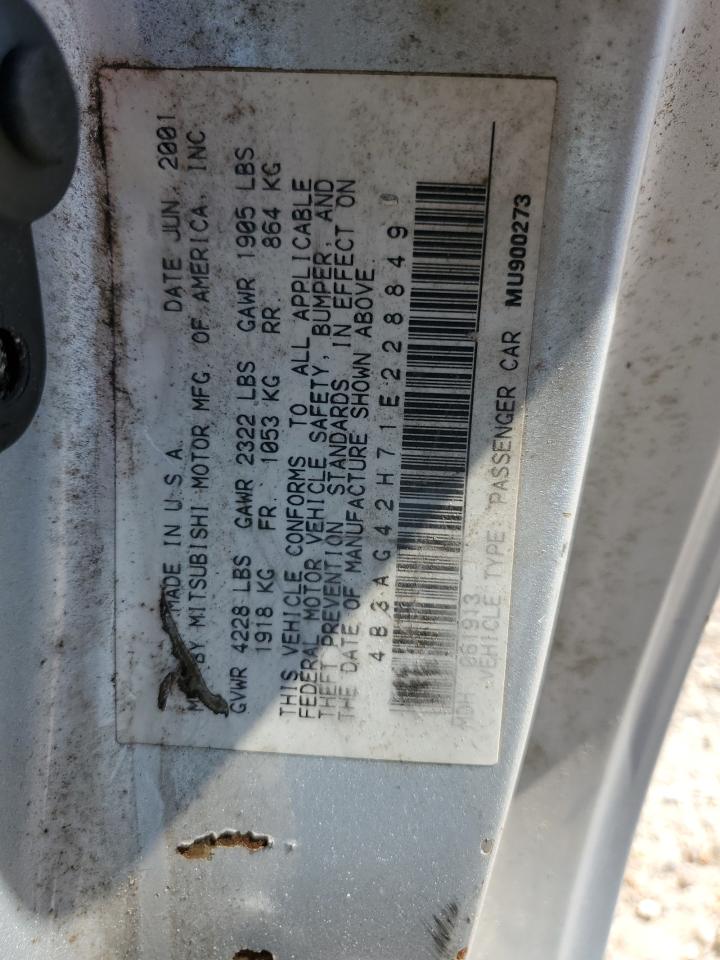 MADE IN U.S.A. DATE JUN, 2001
BY MITSUBISHI MOTOR MFG. OF AMERICA, INC
GVWR 4228 LBS GAWR 2322 LBS GAWR 1905 LBS
1918 KG FR. 1053 KG RR. 864 KG
THIS VEHICLE CONFORMS TO ALL APPLICABLE
FEDERAL MOTOR VEHICLE SAFETY, BUMPER, AND
THEFT PREVENTION STANDARDS IN EFFECT ON
THE DATE OF MANUFACTURE SHOWN ABOVE.
4B3AG42H71E228849
MDH 061913
VEHICLE TYPE: PASSENGER CAR MU900273